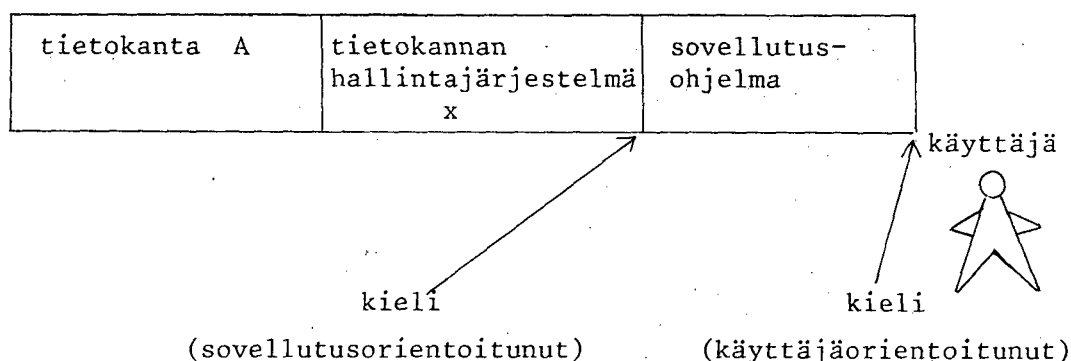 tietokanta A
tietokannan
hallintajärjestelmä
x
sovellutus-
ohjelma
käyttäjä
kieli
(sovellutusorientoitunut)
kieli
(käyttäjäorientoitunut)